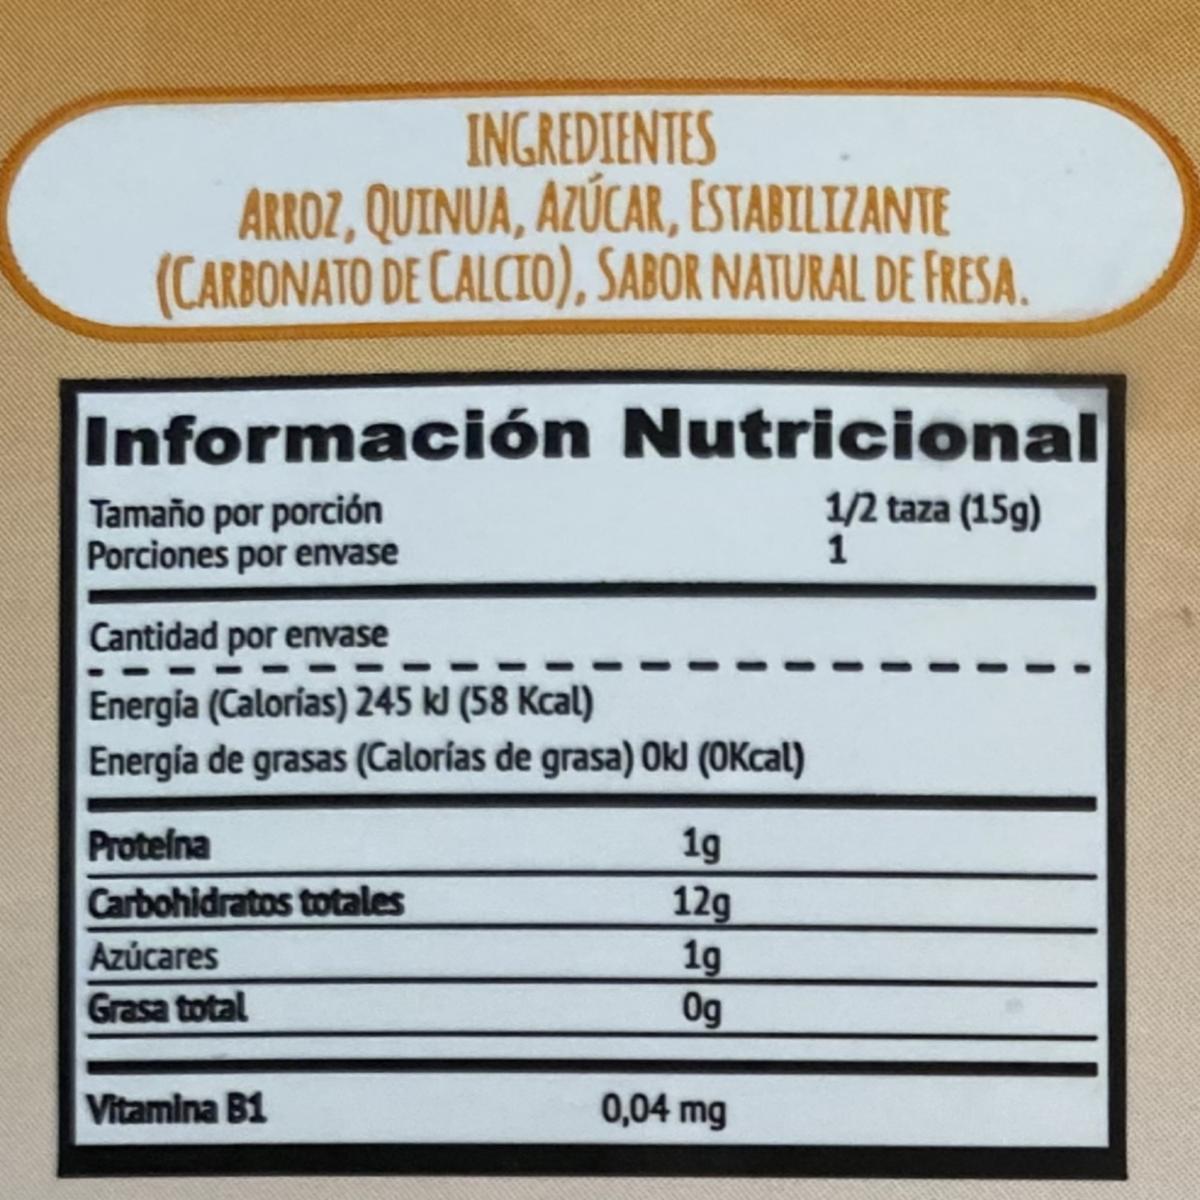 INGREDIENTES
ARROZ, QUINUA, AZÚCAR, ESTABILIZANTE
(CARBONATO DE CALCIO), SABOR NATURAL DE FRESA.
Información Nutricional
Tamaño por porción 1/2 taza (15g)
Porciones por envase 1
Cantidad por envase
Energía (Calorías) 245 kJ (58 Kcal)
Energía de grasas (Calorías de grasa) 0kJ (0Kcal)
Proteína 1g
Carbohidratos totales 12g
Azúcares 1g
Grasa total 0g
Vitamina B1 0,04 mg